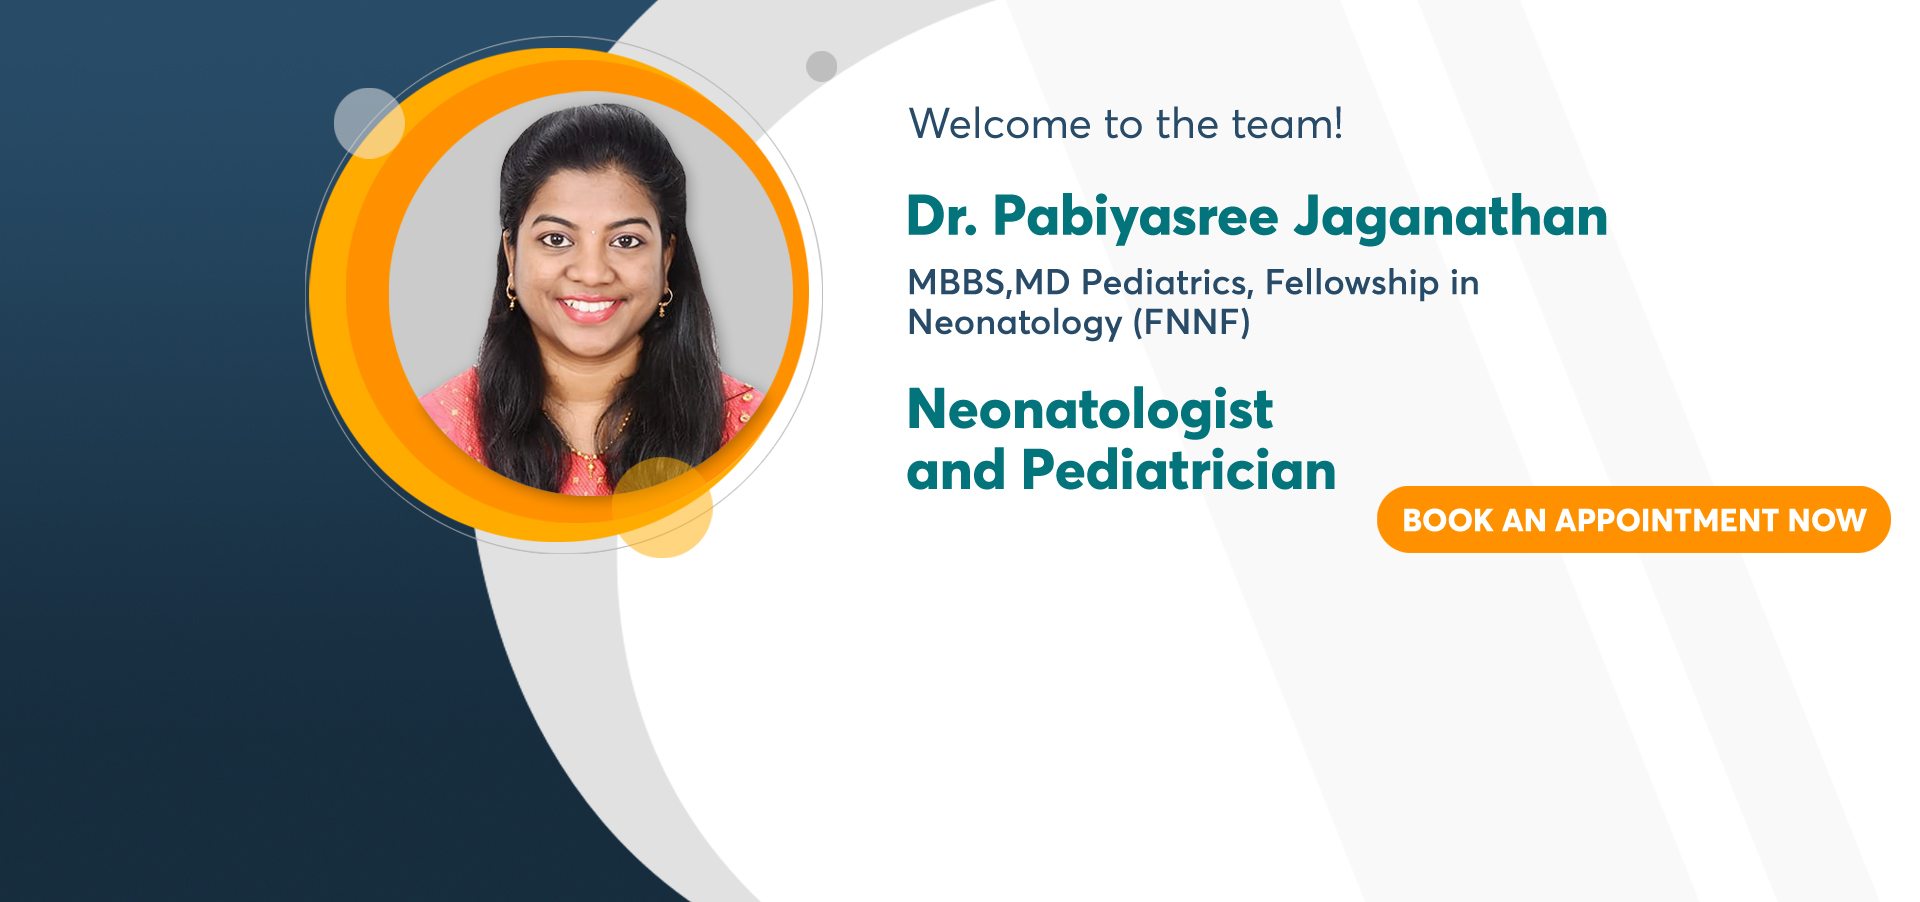 Welcome to the team!
Dr. Pabiyasree Jaganathan
MBBS,MD Pediatrics, Fellowship in
Neonatology (FNNF)
Neonatologist
and Pediatrician
BOOK AN APPOINTMENT NOW